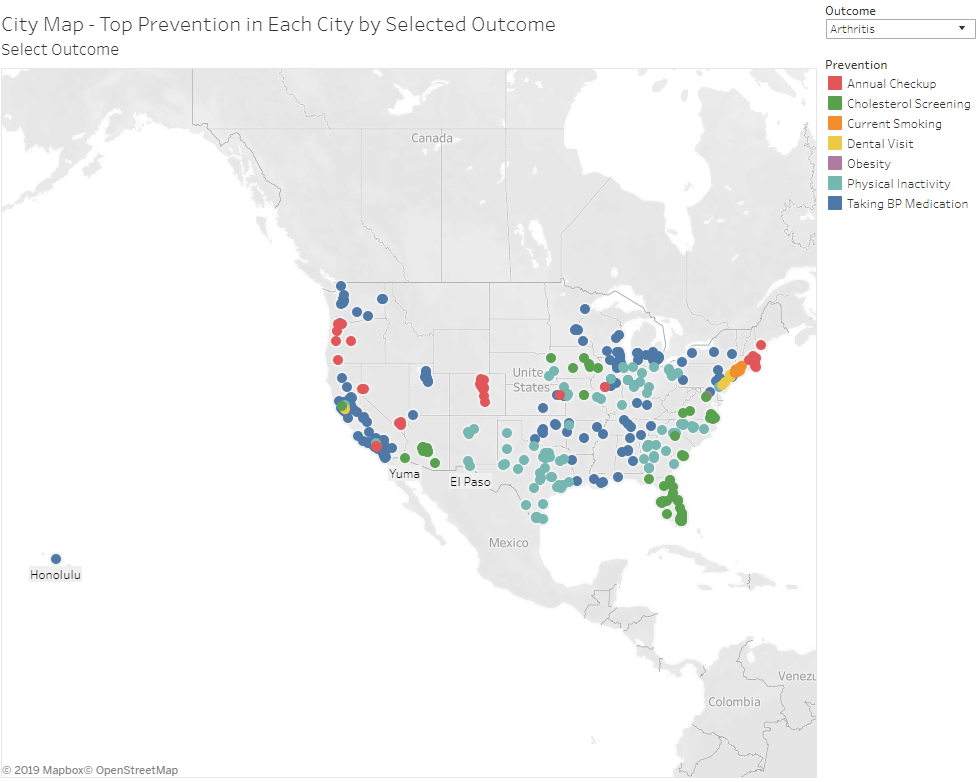 City Map - Top Prevention in Each City by Selected Outcome
Select Outcome
Outcome
Arthritis
Prevention
Annual Checkup
Cholesterol Screening
Current Smoking
Dental Visit
Obesity
Physical Inactivity
Taking BP Medication
Canada
United
States
Yuma
El Paso
Mexico
Honolulu
Venezu
Colombia
© 2019 Mapbox© OpenStreetMap